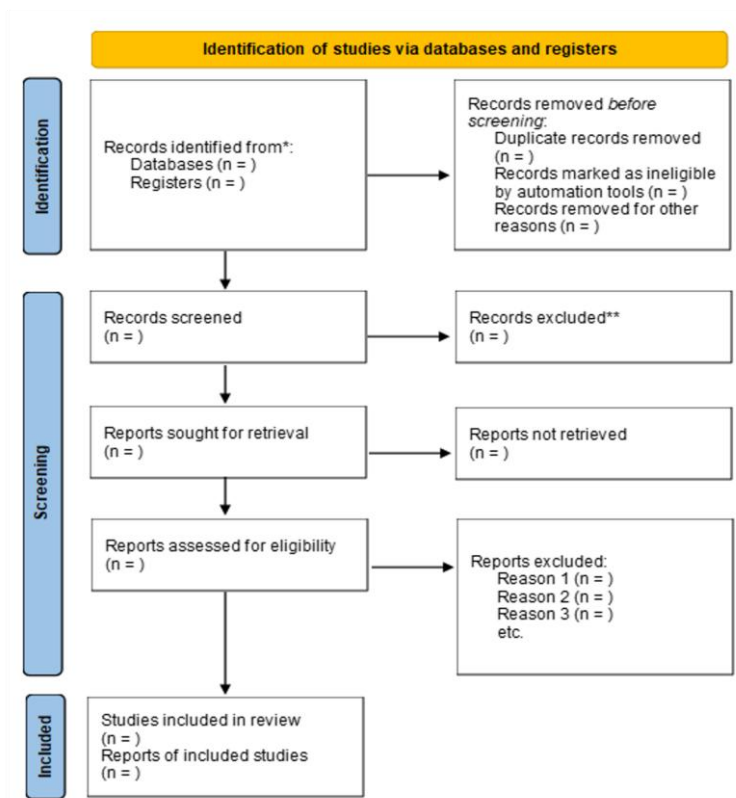 Identification of studies via databases and registers
Identification
Records identified from*:
Databases (n = )
Registers (n = )
Records removed before
screening:
Duplicate records removed
(n = )
Records marked as ineligible
by automation tools (n = )
Records removed for other
reasons (n = )
Screening
Records screened
(n = )
Records excluded**
(n = )
Reports sought for retrieval
(n = )
Reports not retrieved
(n = )
Reports assessed for eligibility
(n = )
Reports excluded:
Reason 1 (n = )
Reason 2 (n = )
Reason 3 (n = )
etc.
Included
Studies included in review
(n = )
Reports of included studies
(n = )